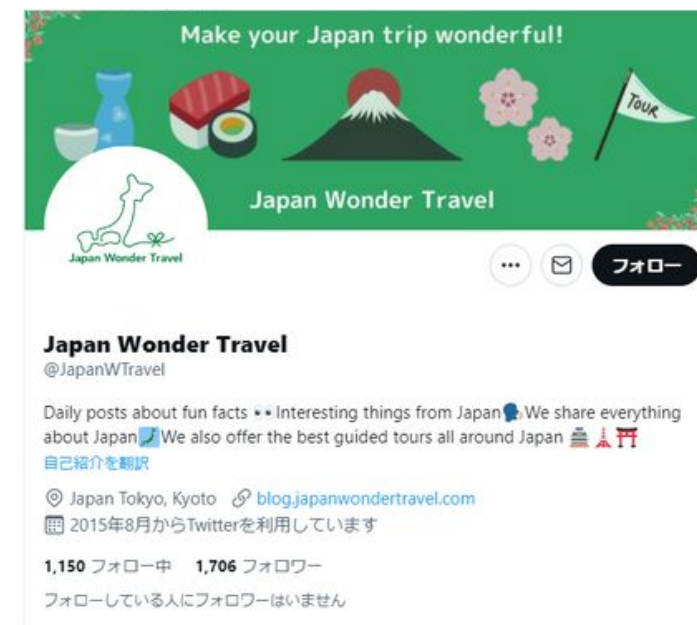 Make your Japan trip wonderful!
TOUR
Japan Wonder Travel
Japan Wonder Travel
フォロー
Japan Wonder Travel
@JapanWTravel
Daily posts about fun facts 👀Interesting things from Japan🗣We share everything
about Japan🗾We also offer the best guided tours all around Japan 🏯🗼⛩
自己紹介を翻訳
Japan Tokyo, Kyoto blog.japanwondertravel.com
2015年8月からTwitterを利用しています
1,150 フォロー中 1,706 フォロワー
フォローしている人にフォロワーはいません